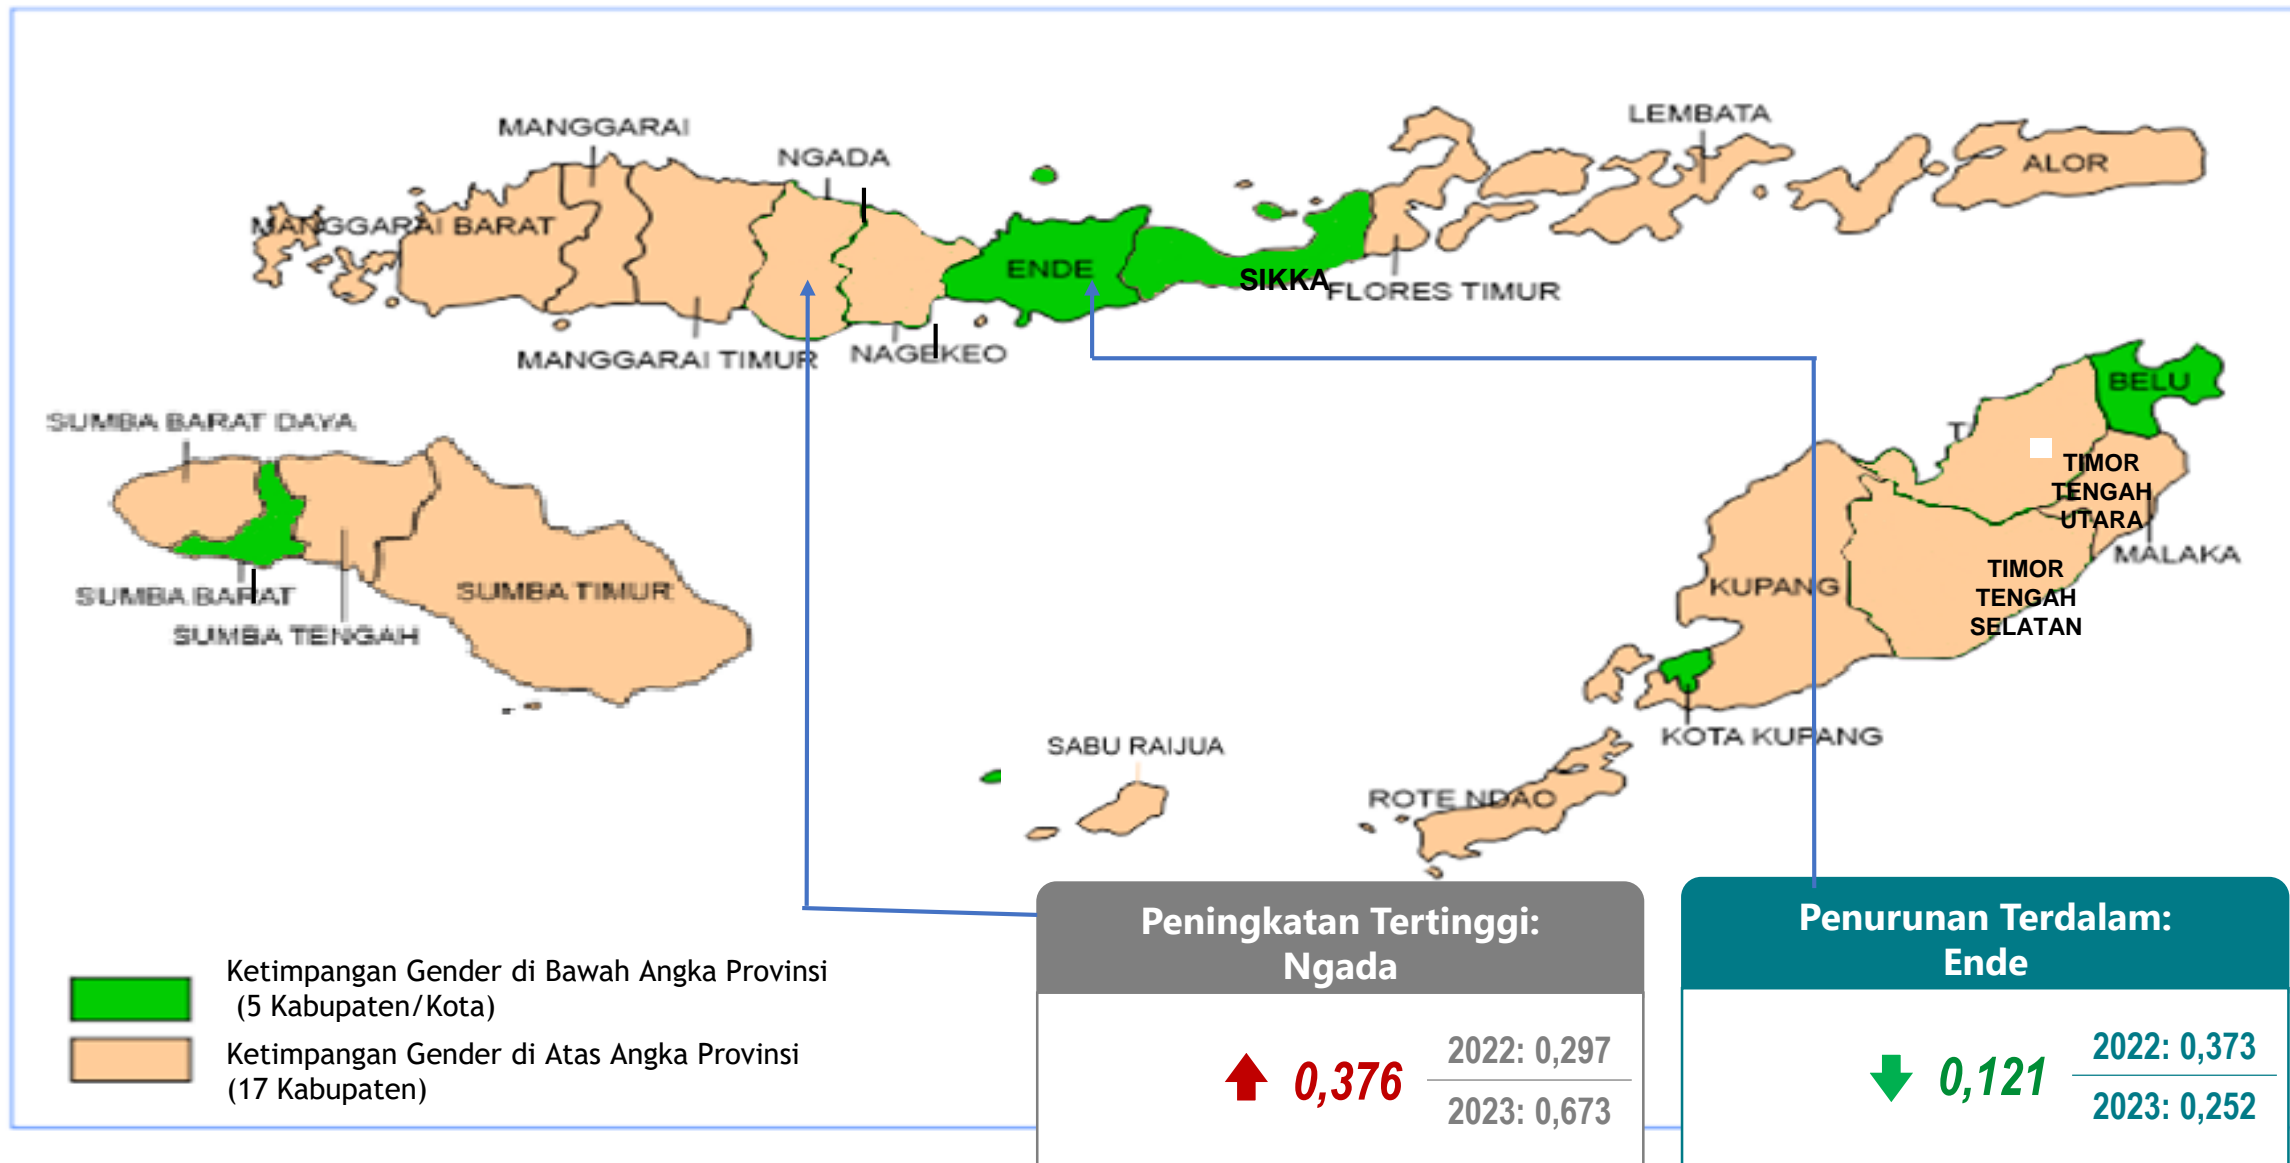 LEMBATA
MANGGARAI
NGADA
ALOR
MANGGARAI BARAT
ENDE
SIKKA
FLORES TIMUR
MANGGARAI TIMUR
NAGEKEO
BELU
SUMBA BARAT DAYA
T
TIMOR
TENGAH
UTARA
MALAKA
TIMOR
TENGAH
SELATAN
KUPANG
SUMBA BARAT
SUMBA TIMUR
SUMBA TENGAH
KOTA KUPANG
SABU RAIJUA
ROTE NDAO
Ketimpangan Gender di Bawah Angka Provinsi
(5 Kabupaten/Kota)
Ketimpangan Gender di Atas Angka Provinsi
(17 Kabupaten)
Peningkatan Tertinggi:
Ngada
0,376
2022: 0,297
2023: 0,673
Penurunan Terdalam:
Ende
0,121
2022: 0,373
2023: 0,252